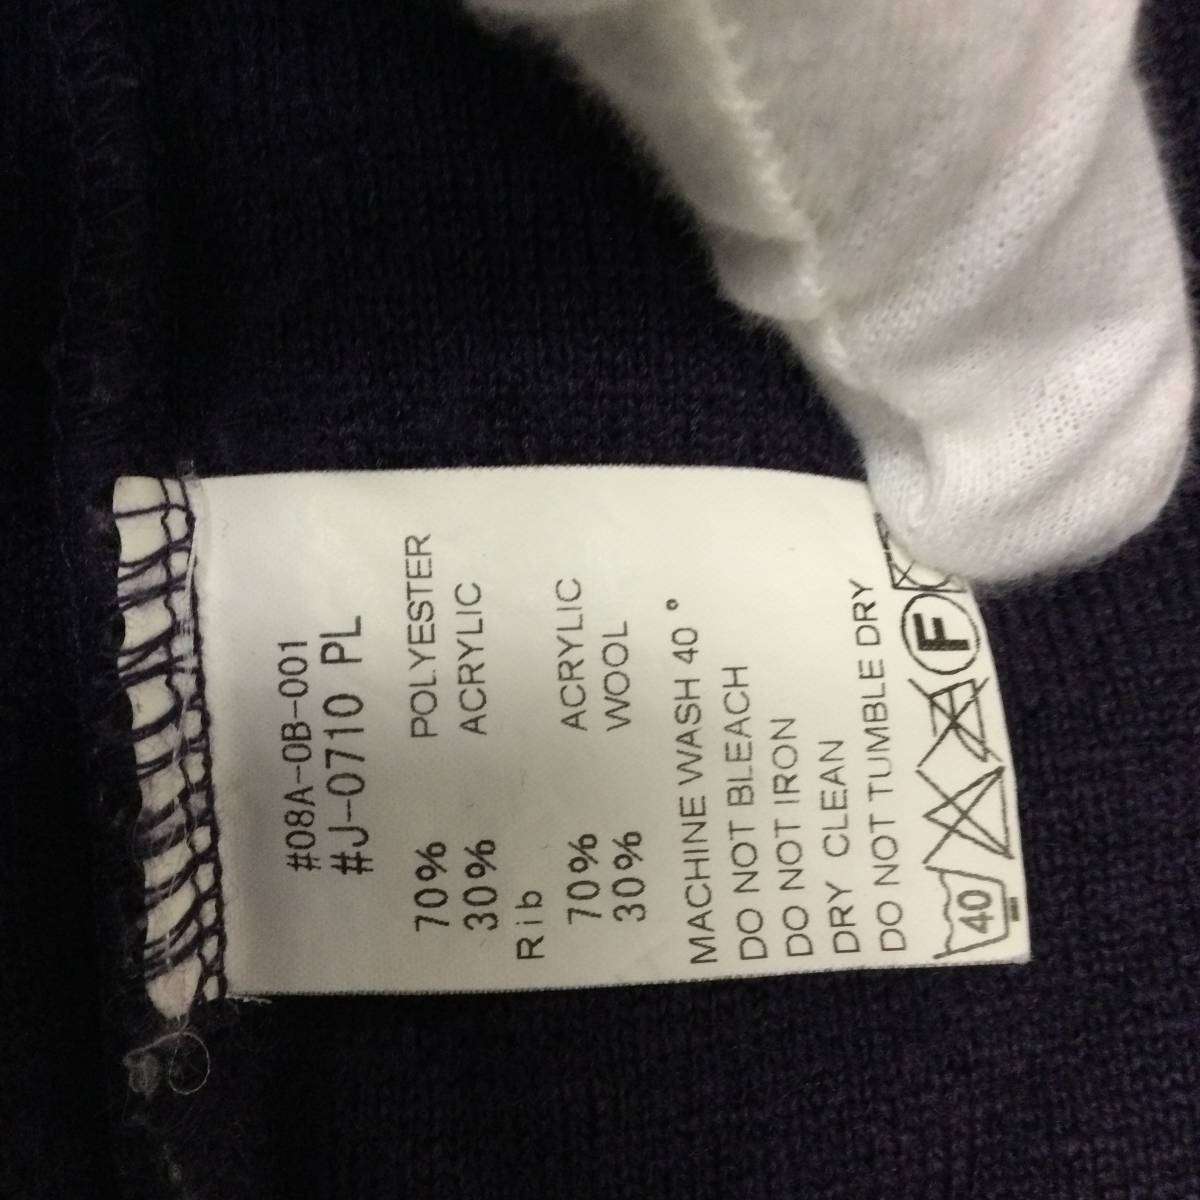 #08A-0B-001
#J-0710 PL
70% POLYESTER
30% ACRYLIC
Rib
70% ACRYLIC
30% WOOL
MACHINE WASH 40°
DO NOT BLEACH
DO NOT IRON
DRY CLEAN
DO NOT TUMBLE DRY
40 F